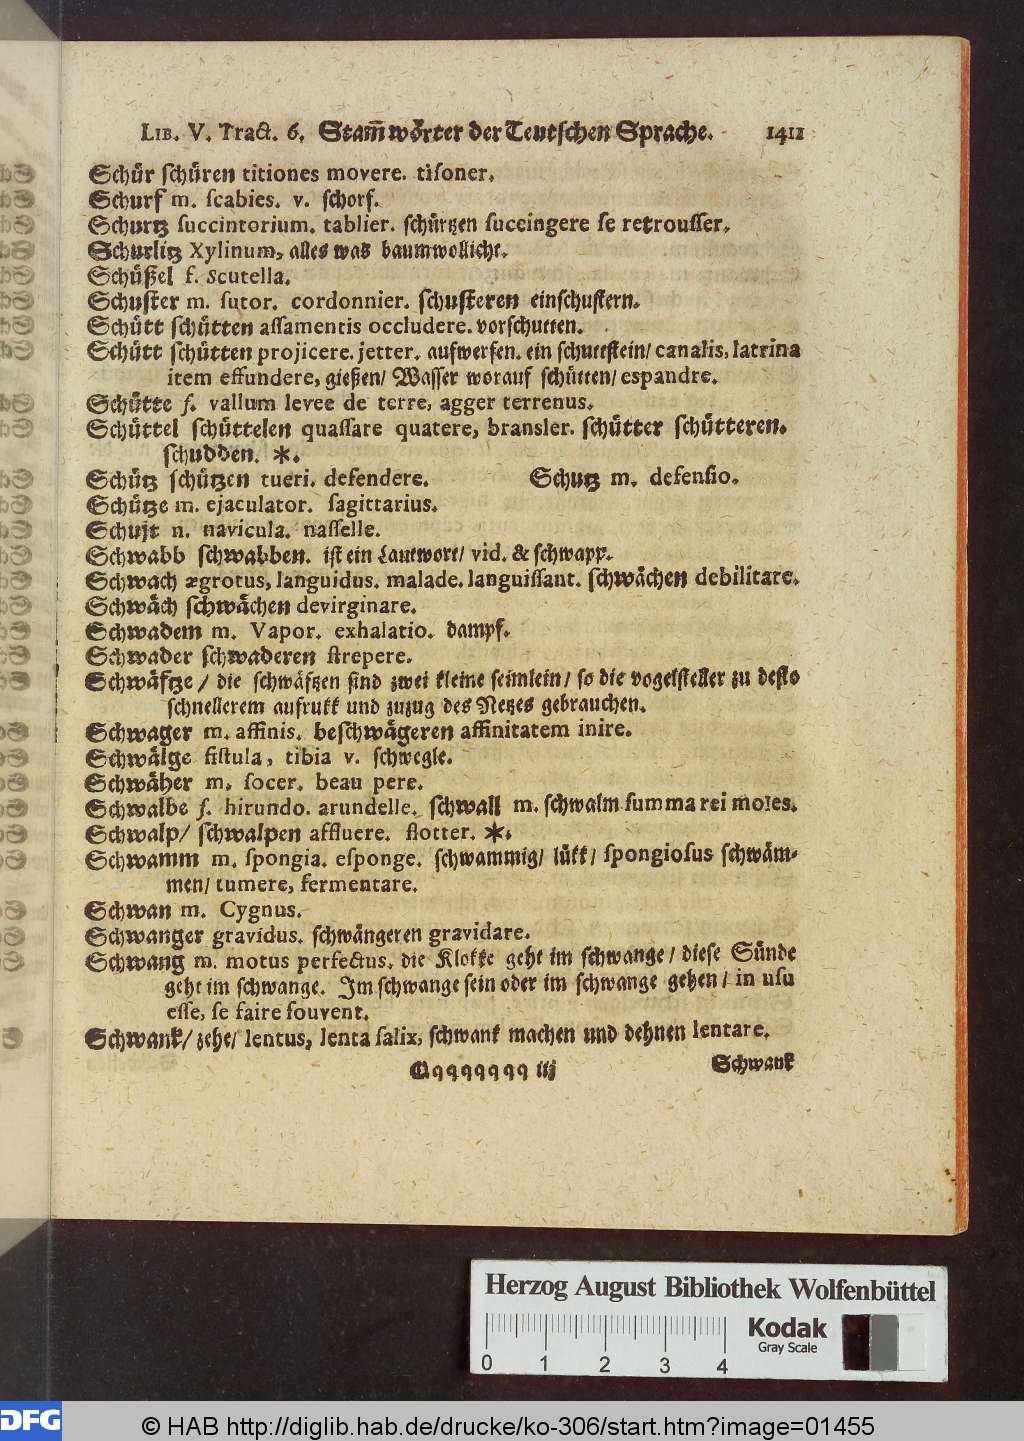 LIB. V. Tract. 6. Stam̃wörter der Teutschen Sprache. 1411
Schür schüren titiones movere. tiſoner.
Schurf m. ſcabies. v. ſchorf.
Schurtz ſuccintorium. tablier. ſchürtzen ſuccingere ſe retrouſſer.
Schurlitz Xylinum, alles was baumwollicht.
Schüßel f. Scutella.
Schuſter m. ſutor. cordonnier. ſchuſteren einſchuſtern.
Schütt ſchütten aſſamentis occludere. vorſchutten.
Schütt ſchütten projicere. jetter. aufwerfen. ein ſchuttſtein/ canalis, latrina
item effundere, gießen/ Waſſer worauf ſchütten/ espandre.
Schütte f. vallum levee de terre, agger terrenus.
Schüttel ſchüttelen quaſſare quatere, bransler. ſchütter ſchütteren.
ſchudden. *.
Schütz ſchützen tueri. defendere. Schutz m. defenſio.
Schütze m. ejaculator. ſagittarius.
Schujt n. navicula. naſſelle.
Schwabb ſchwabben. iſt ein Lautwort/ vid. & ſchwapp.
Schwach ægrotus, languidus. malade. languiſſant. ſchwächen debilitare.
Schwäch ſchwächen devirginare.
Schwadem m. Vapor. exhalatio. dampf.
Schwader ſchwaderen ſtrepere.
Schwäftze / die ſchwäftzen ſind zwei kleine ſeimlein/ ſo die vogelſteller zu deſto
ſchnellerem aufrukk und zuzug des Netzes gebrauchen.
Schwager m. affinis. beſchwägeren affinitatem inire.
Schwälge fiſtula, tibia v. ſchwegle.
Schwäher m. ſocer. beau pere.
Schwalbe f. hirundo. arundelle. ſchwall m. ſchwalm ſumma rei moles.
Schwalp/ ſchwalpen affluere. flotter. *.
Schwamm m. ſpongia. eſponge. ſchwammig/ lükk/ ſpongioſus ſchwäm-
men/ tumere, fermentare.
Schwan m. Cygnus.
Schwanger gravidus. ſchwängeren gravidare.
Schwang m. motus perfectus. die Klokke geht im ſchwange/ dieſe Sünde
geht im ſchwange. Im ſchwange ſein oder im ſchwange gehen/ in uſu
eſſe, ſe faire ſouvent.
Schwank/ zehe/ lentus, lenta ſalix, ſchwank machen und dehnen lentare.
Qqqqqqqq iij Schwank
Herzog August Bibliothek Wolfenbüttel
0 1 2 3 4
Kodak
Gray Scale
DFG © HAB http://diglib.hab.de/drucke/ko-306/start.htm?image=01455